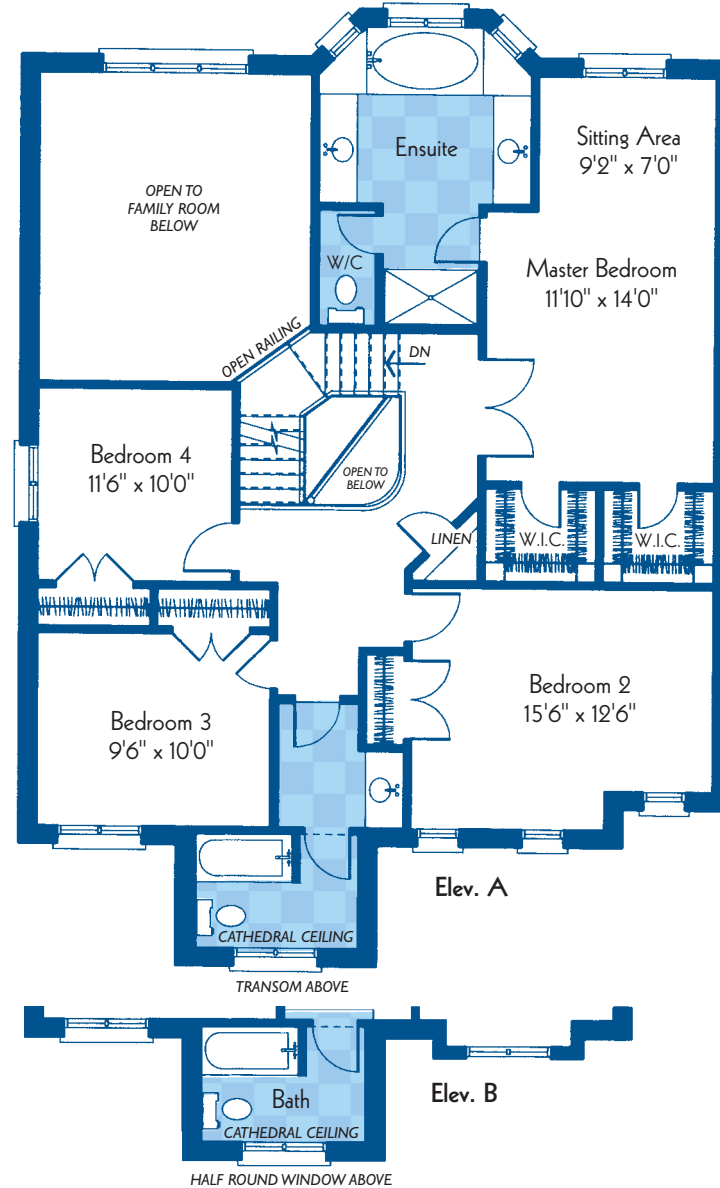 Ensuite
Sitting Area
9'2" x 7'0"
OPEN TO
FAMILY ROOM
BELOW
W/C
Master Bedroom
11'10" x 14'0"
OPEN RAILING
DN
Bedroom 4
11'6" x 10'0"
OPEN TO
BELOW
LINEN
W.I.C.
W.I.C.
Bedroom 2
15'6" x 12'6"
Bedroom 3
9'6" x 10'0"
Elev. A
CATHEDRAL CEILING
TRANSOM ABOVE
Elev. B
Bath
CATHEDRAL CEILING
HALF ROUND WINDOW ABOVE